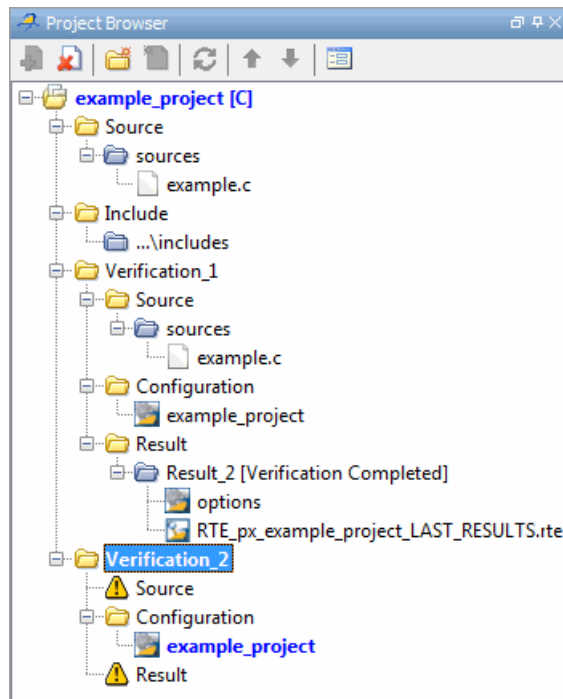 Project Browser
example_project [C]
Source
sources
example.c
Include
...\includes
Verification_1
Source
sources
example.c
Configuration
example_project
Result
Result_2 [Verification Completed]
options
RTE_px_example_project_LAST_RESULTS.rte
Verification_2
Source
Configuration
example_project
Result